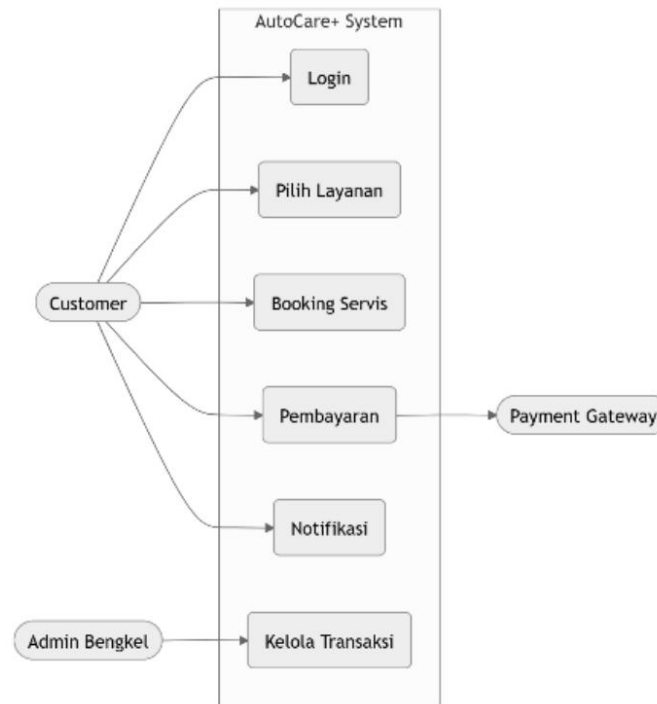 AutoCare+ System
Login
Pilih Layanan
Customer
Booking Servis
Pembayaran
Payment Gateway
Notifikasi
Admin Bengkel
Kelola Transaksi